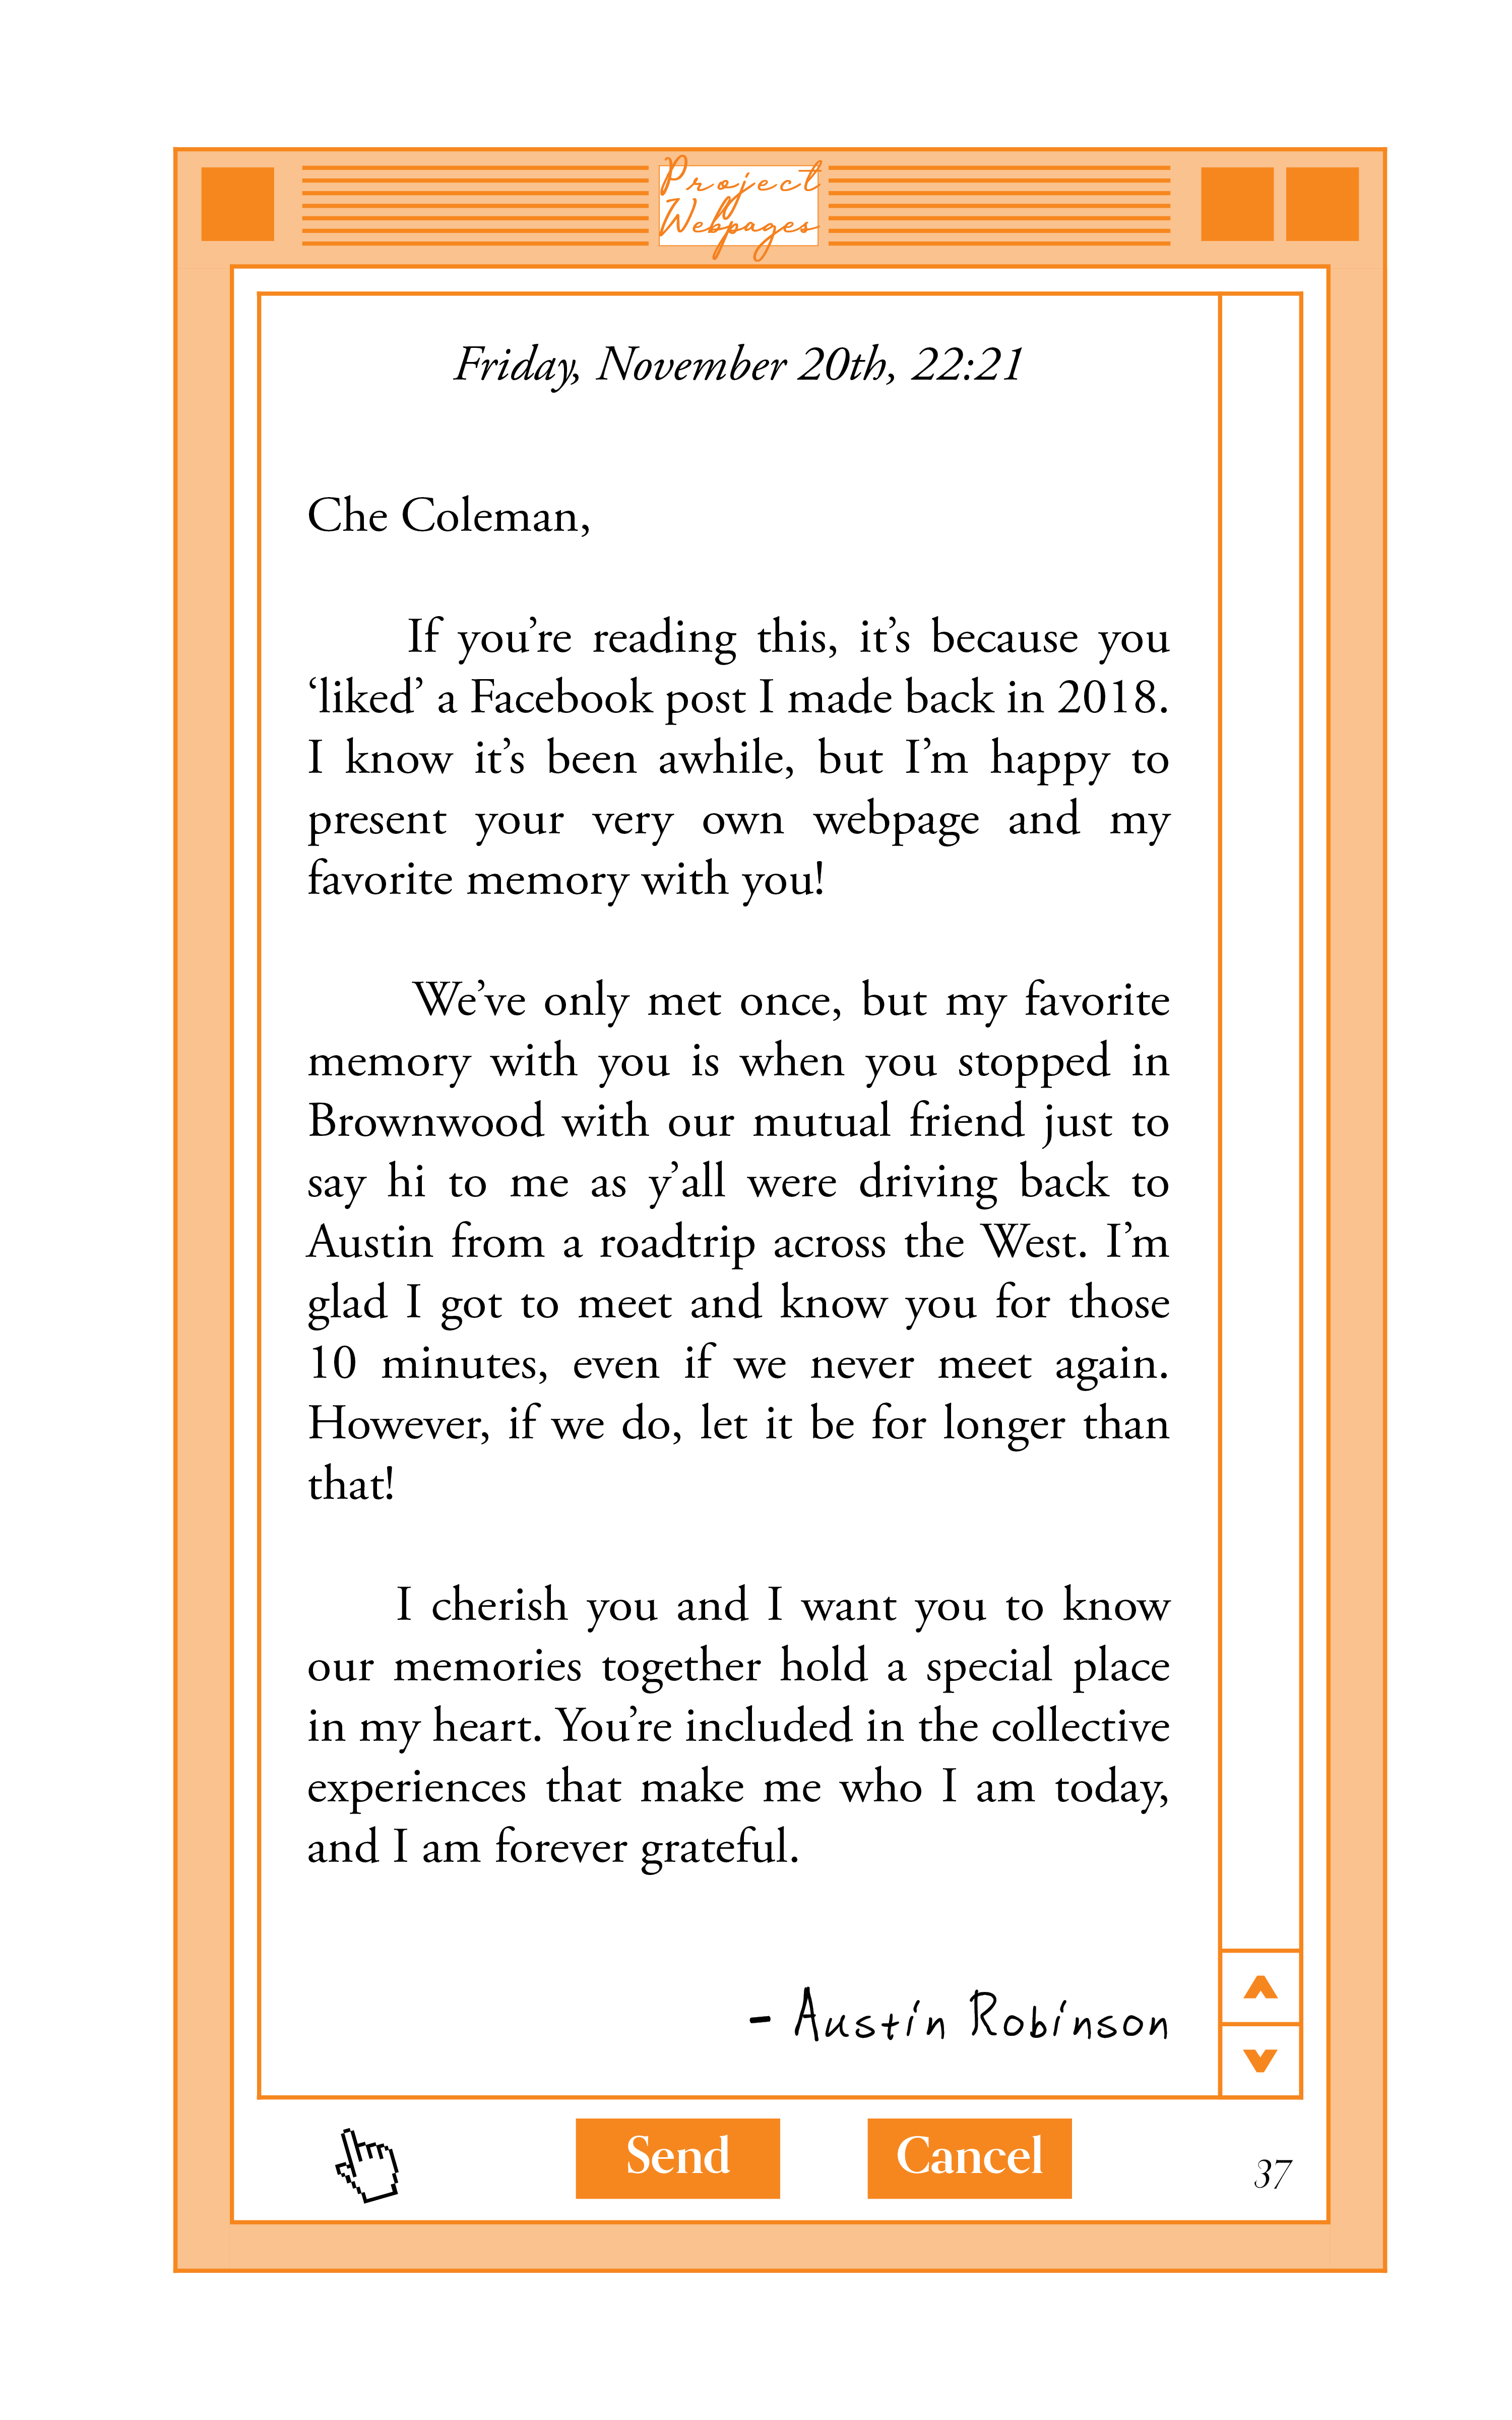 Project
Webpages
Friday, November 20th, 22:21
Che Coleman,
If you’re reading this, it’s because you
‘liked’ a Facebook post I made back in 2018.
I know it’s been awhile, but I’m happy to
present your very own webpage and my
favorite memory with you!
We’ve only met once, but my favorite
memory with you is when you stopped in
Brownwood with our mutual friend just to
say hi to me as y’all were driving back to
Austin from a roadtrip across the West. I’m
glad I got to meet and know you for those
10 minutes, even if we never meet again.
However, if we do, let it be for longer than
that!
I cherish you and I want you to know
our memories together hold a special place
in my heart. You’re included in the collective
experiences that make me who I am today,
and I am forever grateful.
- Austin Robinson
Send Cancel 37